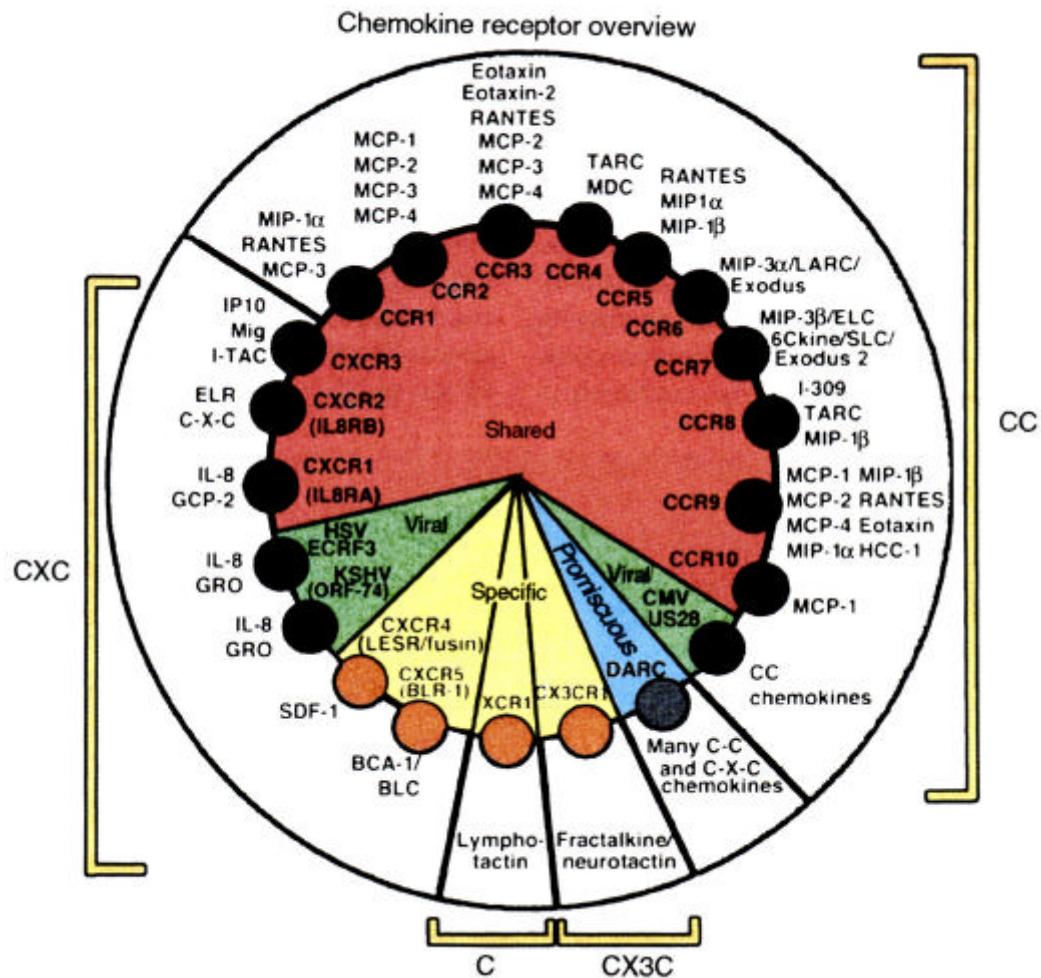 Chemokine receptor overview
Eotaxin
Eotaxin-2
RANTES
MCP-2
MCP-3
MCP-4
MCP-1
MCP-2
MCP-3
MCP-4
TARC
MDC
RANTES
MIP1α
MIP-1β
MIP-1α
RANTES
MCP-3
MIP-3α/LARC/
Exodus
IP10
Mig
I-TAC
MIP-3β/ELC
6Ckine/SLC/
Exodus 2
ELR
C-X-C
I-309
TARC
MIP-1β
IL-8
GCP-2
MCP-1 MIP-1β
MCP-2 RANTES
MCP-4 Eotaxin
MIP-1α HCC-1
IL-8
GRO
MCP-1
IL-8
GRO
CC
chemokines
SDF-1
BCA-1/
BLC
Many C-C
and C-X-C
chemokines
Lympho-
tactin
Fractalkine/
neurotactin
CCR1
CCR2
CCR3
CCR4
CCR5
CCR6
CCR7
CCR8
CCR9
CCR10
CXCR3
CXCR2
(IL8RB)
CXCR1
(IL8RA)
Shared
HSV
ECRF3
Viral
KSHV
(ORF-74)
Specific
CXCR4
(LESR/fusin)
CXCR5
(BLR-1)
XCR1
CX3CR1
Promiscuous
DARC
Viral
CMV
US28
CXC
CC
C
CX3C